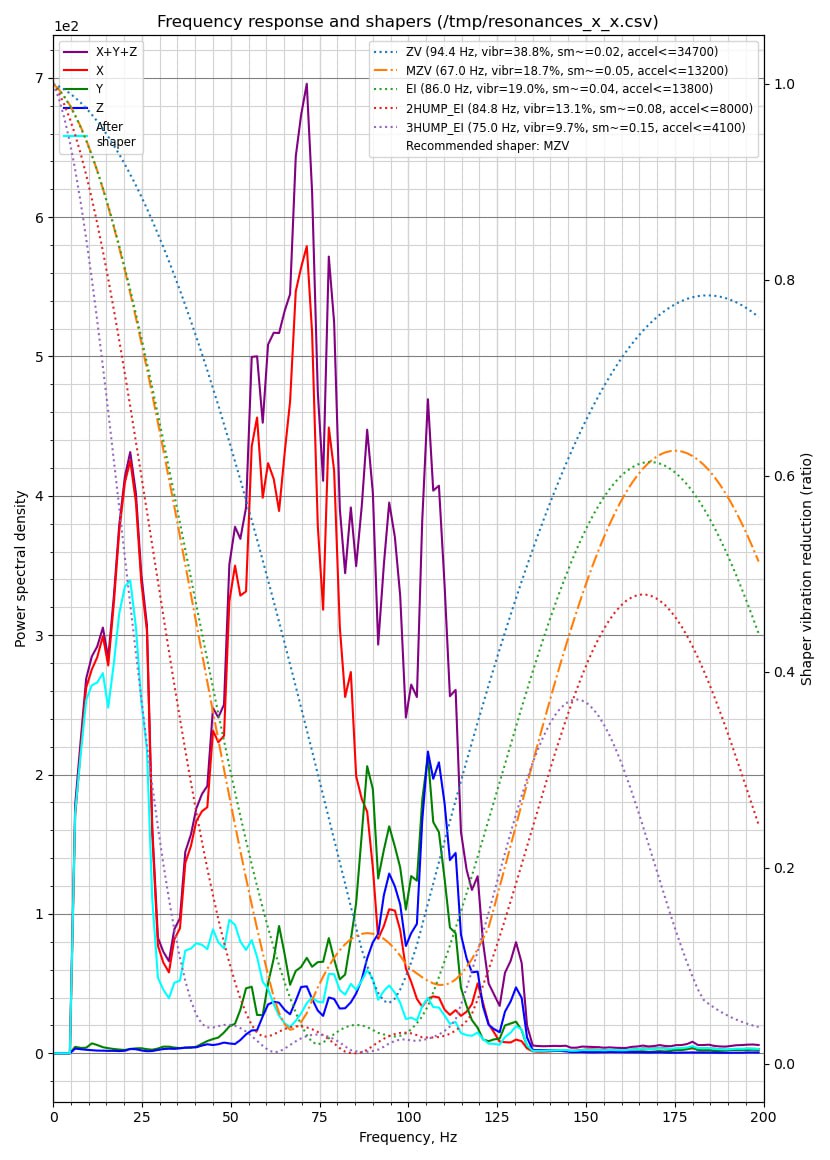 Frequency response and shapers (/tmp/resonances_x_x.csv)
1e2
X+Y+Z
X
Y
Z
After
shaper
ZV (94.4 Hz, vibr=38.8%, sm~=0.02, accel<=34700)
MZV (67.0 Hz, vibr=18.7%, sm~=0.05, accel<=13200)
EI (86.0 Hz, vibr=19.0%, sm~=0.04, accel<=13800)
2HUMP_EI (84.8 Hz, vibr=13.1%, sm~=0.08, accel<=8000)
3HUMP_EI (75.0 Hz, vibr=9.7%, sm~=0.15, accel<=4100)
Recommended shaper: MZV
7
6
5
4
3
2
1
0
Power spectral density
1.0
0.8
0.6
0.4
0.2
0.0
Shaper vibration reduction (ratio)
0 25 50 75 100 125 150 175 200
Frequency, Hz